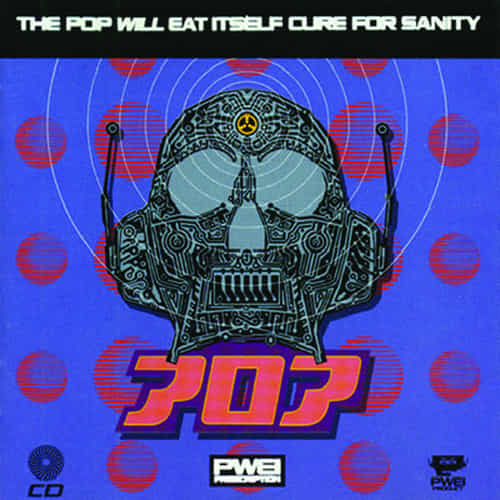 THE POP WILL EAT ITSELF CURE FOR SANITY
アロア
CD
PWEI
PRESCRIPTION
PWEI
PRODUCT